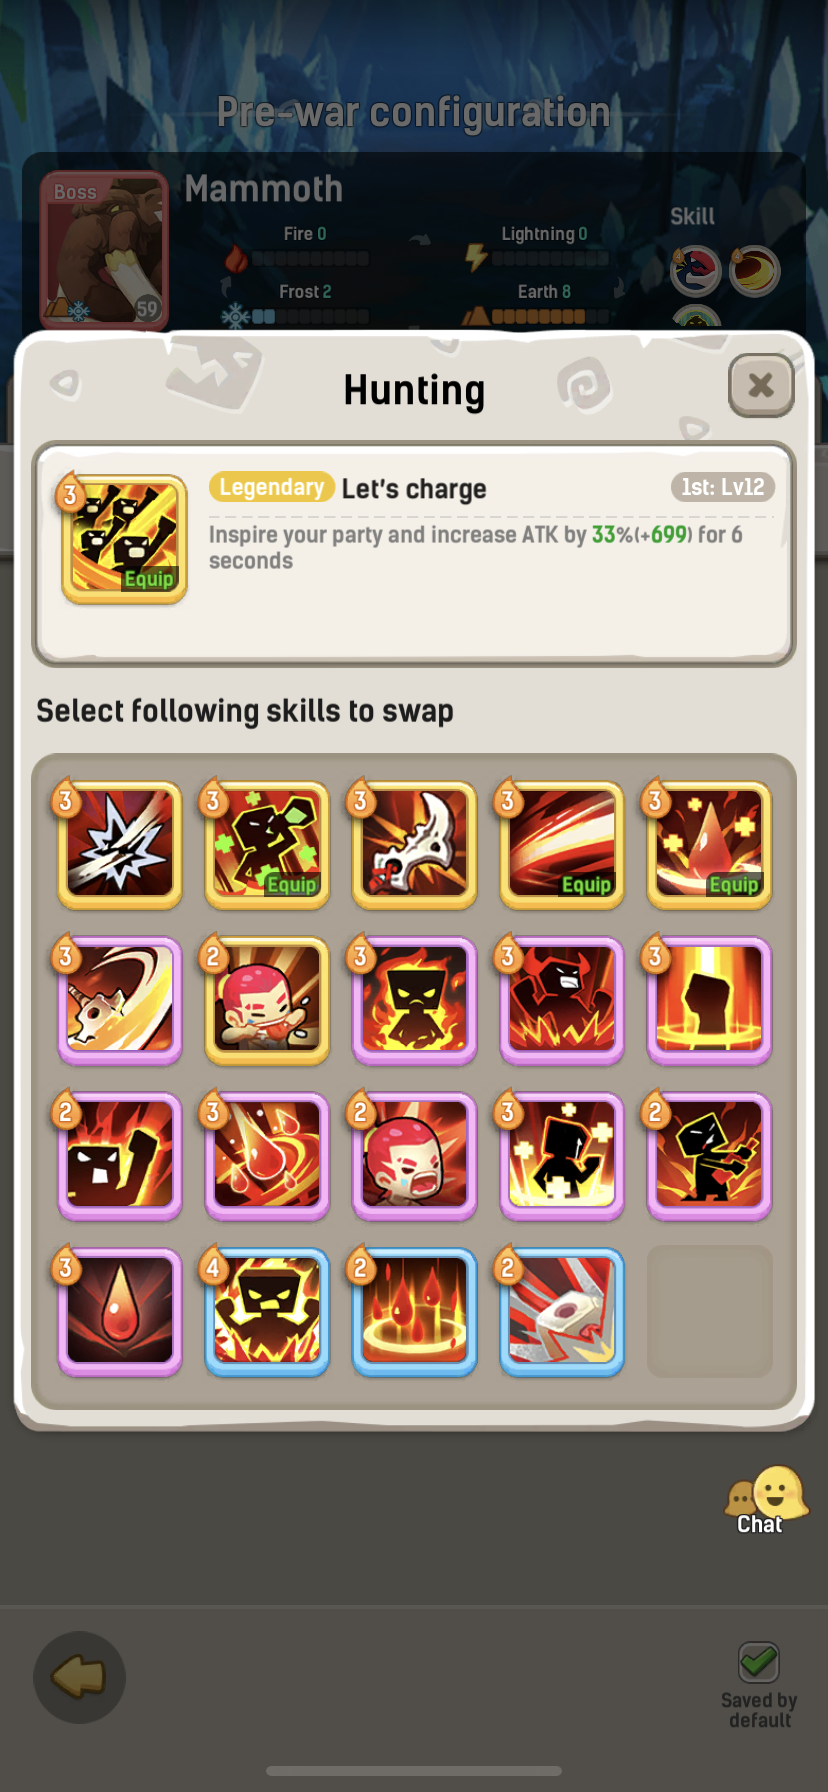 Pre-war configuration
Boss
Mammoth
Skill
Fire 0
Lightning 0
4
4
Frost 2
Earth 8
59
Hunting
3
Legendary Let's charge
1st: Lv12
Inspire your party and increase ATK by 33%(+699) for 6
seconds
Equip
Select following skills to swap
3 3 3 3 3
Equip Equip Equip
3 2 3 3 3
2 3 2 3 2
3 4 2 2
Chat
Saved by
default